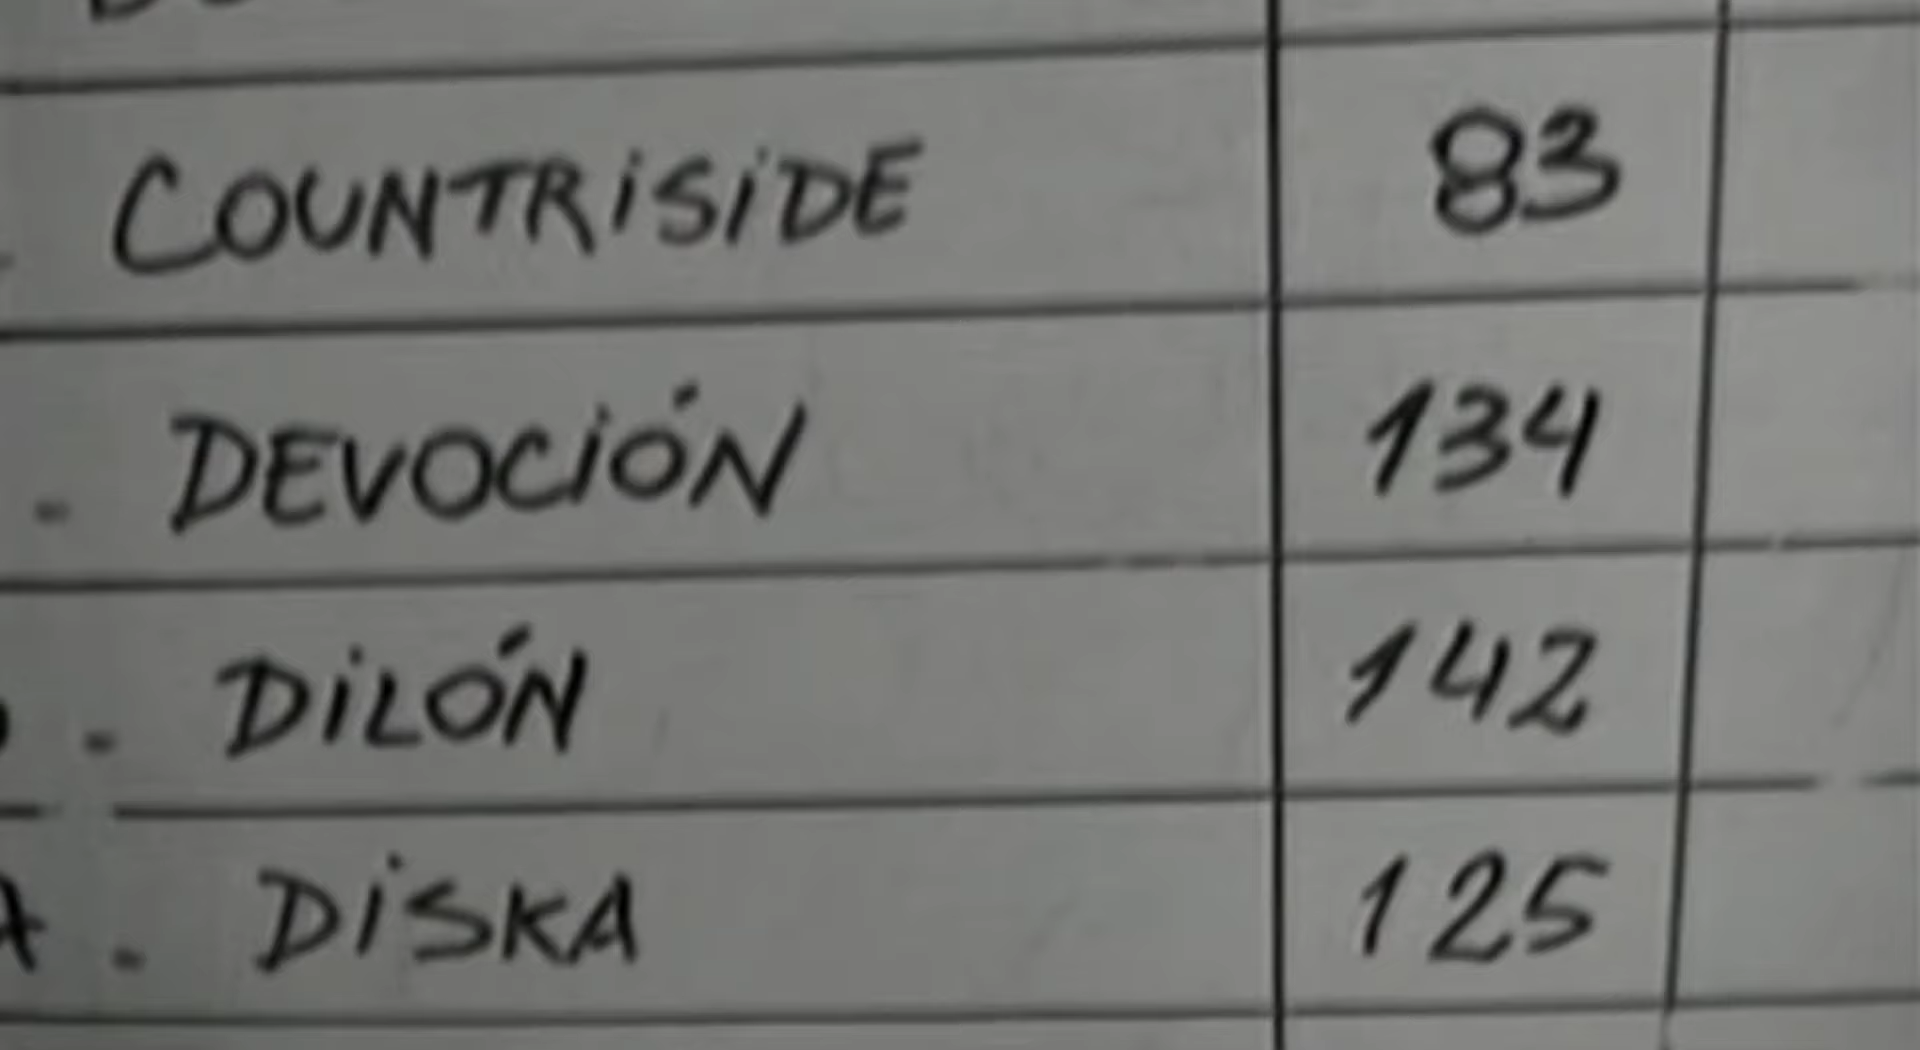 COUNTRiSiDE 83
. DEVOCiÓN 134
. DiLÓN 142
. DiSKA 125